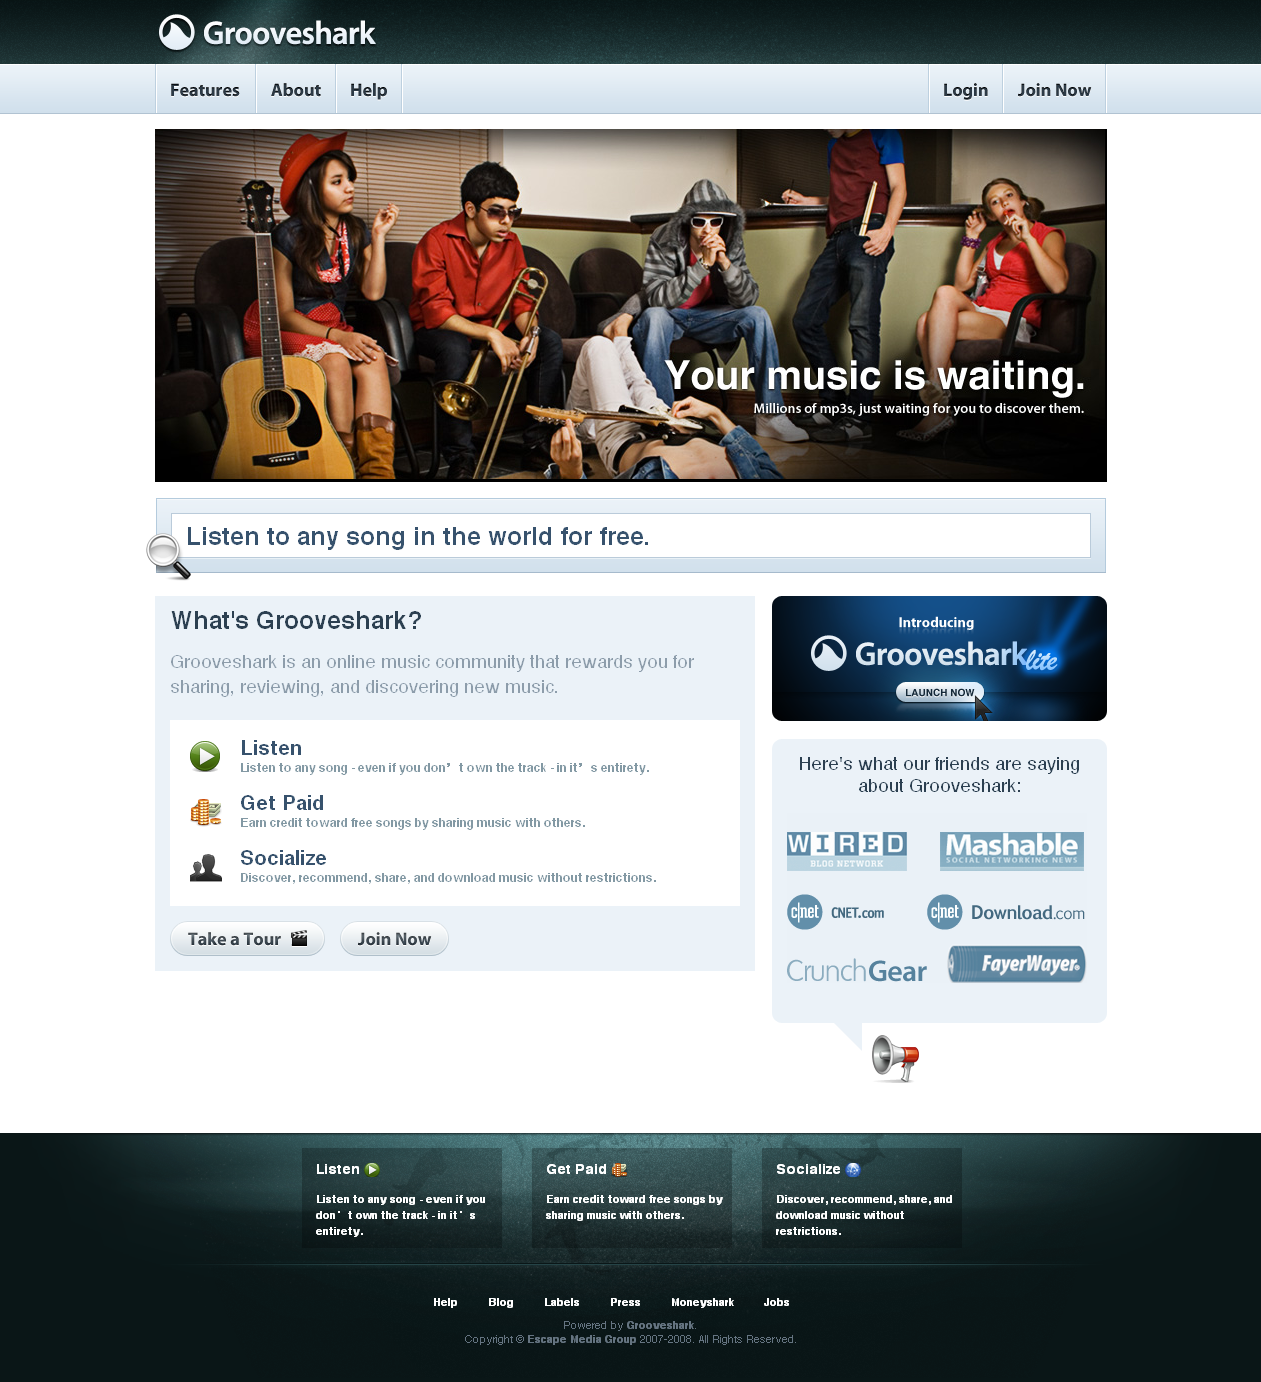 Grooveshark
Features About Help Login Join Now
Your music is waiting.
Millions of mp3s, just waiting for you to discover them.
Listen to any song in the world for free.
What's Grooveshark?
Grooveshark is an online music community that rewards you for
sharing, reviewing, and discovering new music.
Listen
Listen to any song - even if you don’t own the track - in it’s entirety.
Get Paid
Earn credit toward free songs by sharing music with others.
Socialize
Discover, recommend, share, and download music without restrictions.
Take a Tour Join Now
Introducing
Grooveshark lite
LAUNCH NOW
Here's what our friends are saying
about Grooveshark:
WIRED
BLOG NETWORK
Mashable
SOCIAL NETWORKING NEWS
c|net CNET.com
c|net Download.com
CrunchGear
FayerWayer
Listen
Listen to any song - even if you
don’t own the track - in it’s
entirety.
Get Paid
Earn credit toward free songs by
sharing music with others.
Socialize
Discover, recommend, share, and
download music without
restrictions.
Help Blog Labels Press Moneyshark Jobs
Powered by Grooveshark.
Copyright © Escape Media Group 2007-2008. All Rights Reserved.